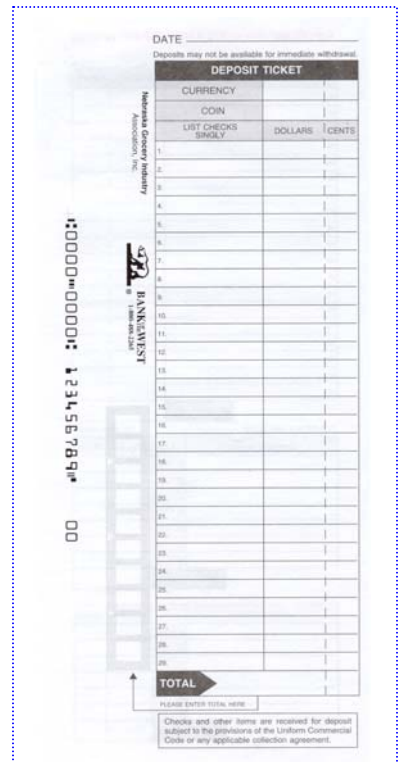 DATE
Deposits may not be available for immediate withdrawal.
DEPOSIT TICKET
CURRENCY
COIN
LIST CHECKS SINGLY
DOLLARS
CENTS
1.
2.
3.
4.
5.
6.
7.
8.
9.
10.
11.
12.
13.
14.
15.
16.
17.
18.
19.
20.
21.
22.
23.
24.
25.
26.
27.
28.
29.
TOTAL
PLEASE ENTER TOTAL HERE
Checks and other items are received for deposit
subject to the provisions of the Uniform Commercial
Code or any applicable collection agreement.
Nebraska Grocery Industry
Association, Inc.
BANK OF THE WEST
1-800-488-2265
⑆0000⑉0000⑆ 123456789⑈ 00